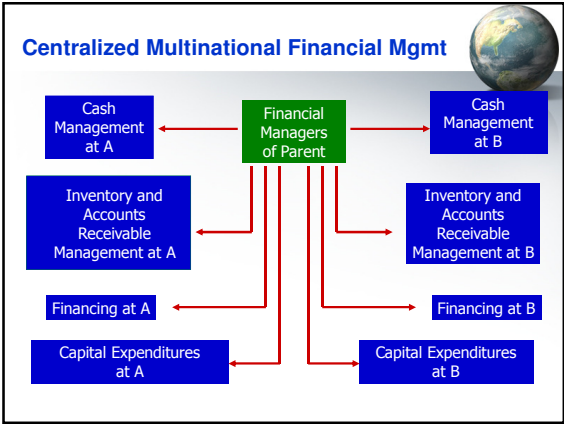 Centralized Multinational Financial Mgmt
Cash
Management
at A
Financial
Managers
of Parent
Cash
Management
at B
Inventory and
Accounts
Receivable
Management at A
Inventory and
Accounts
Receivable
Management at B
Financing at A
Financing at B
Capital Expenditures
at A
Capital Expenditures
at B